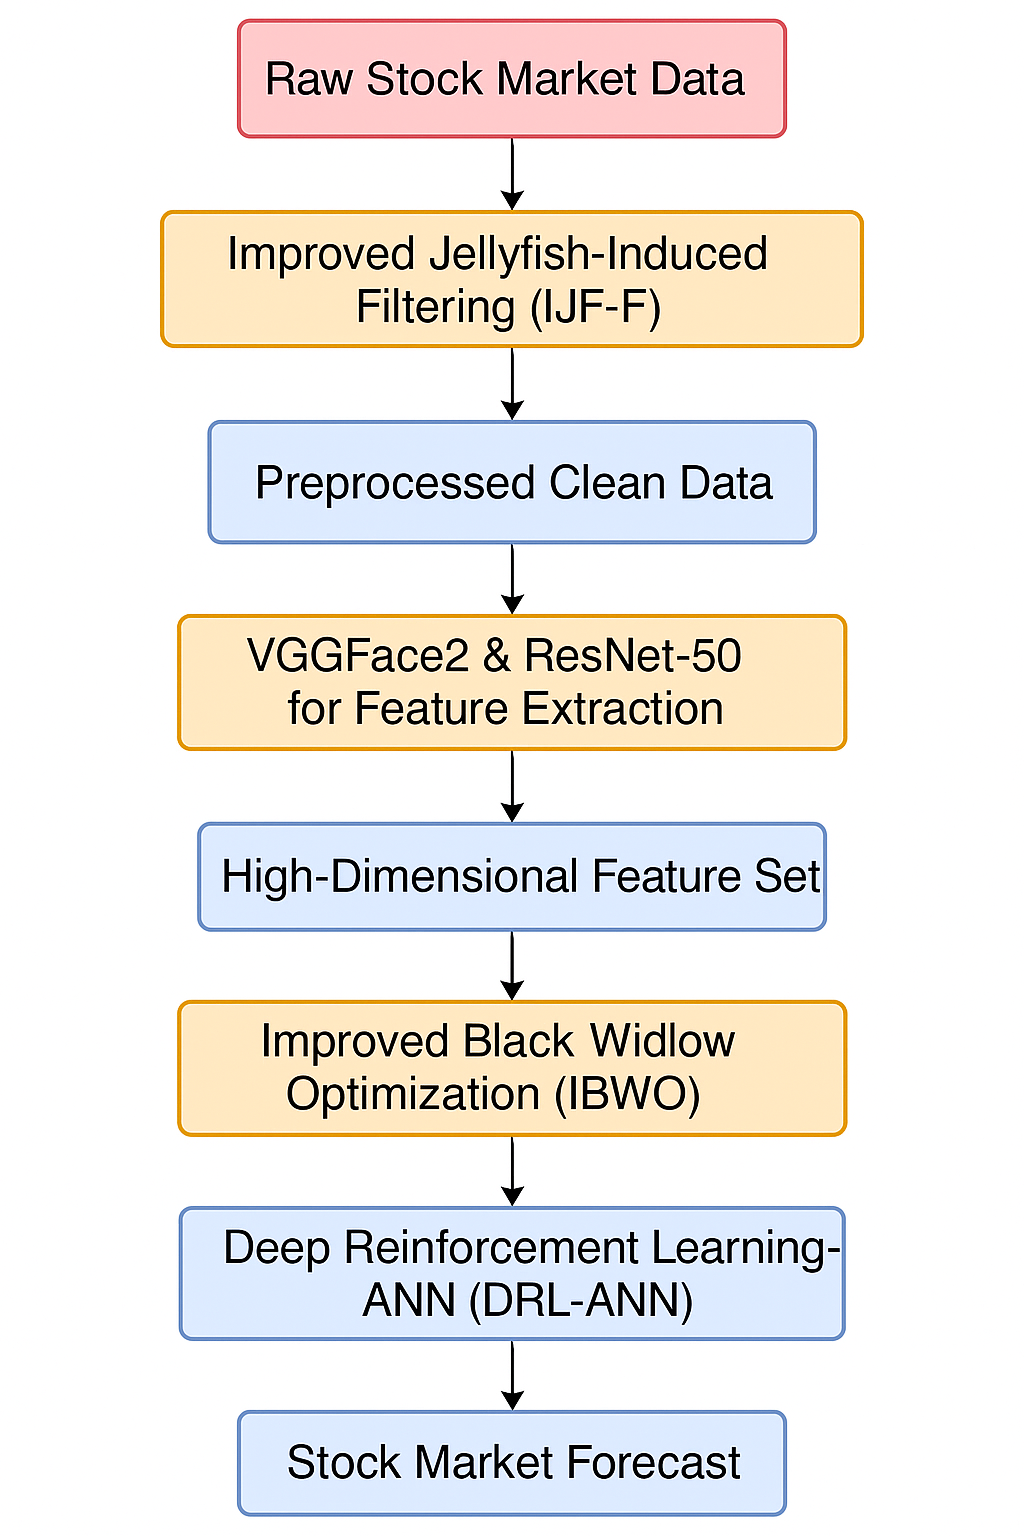 Raw Stock Market Data
Improved Jellyfish-Induced
Filtering (IJF-F)
Preprocessed Clean Data
VGGFace2 & ResNet-50
for Feature Extraction
High-Dimensional Feature Set
Improved Black Widlow
Optimization (IBWO)
Deep Reinforcement Learning-
ANN (DRL-ANN)
Stock Market Forecast